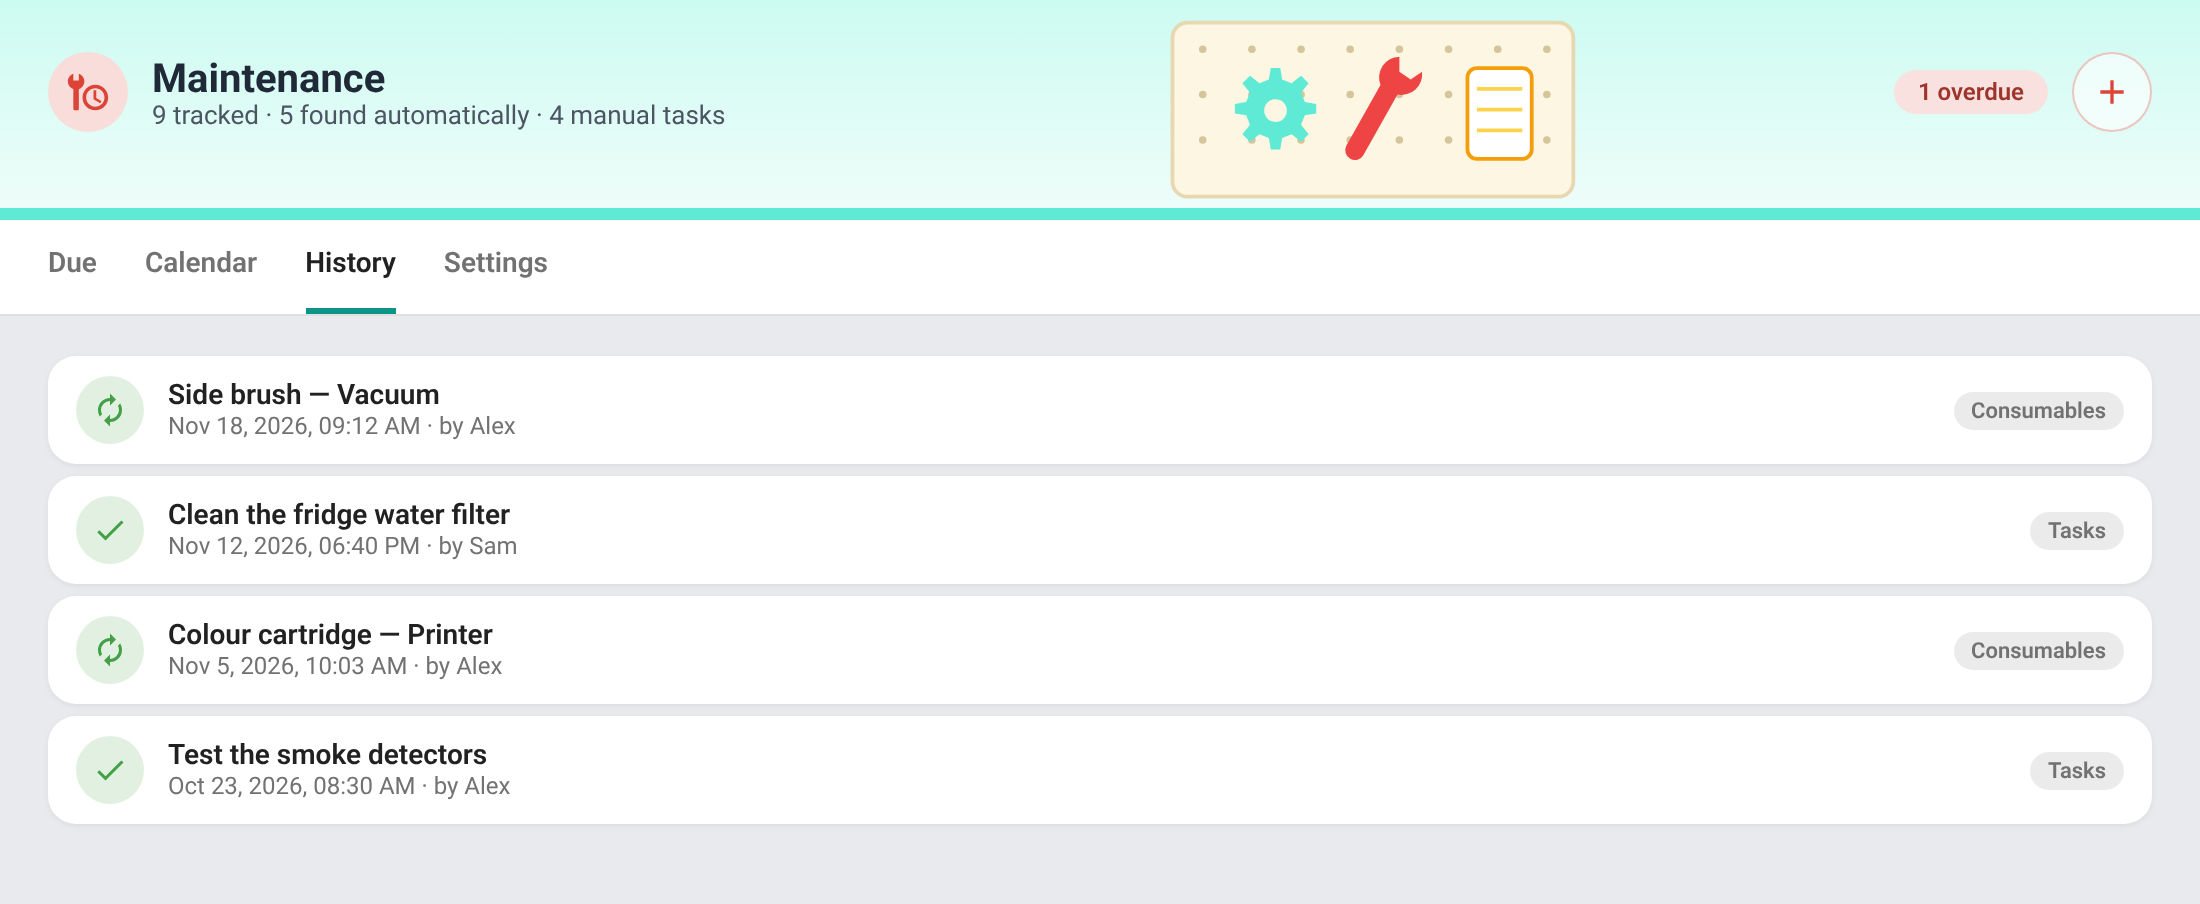 Maintenance
9 tracked · 5 found automatically · 4 manual tasks
1 overdue
Due
Calendar
History
Settings
Side brush — Vacuum
Nov 18, 2026, 09:12 AM · by Alex
Consumables
Clean the fridge water filter
Nov 12, 2026, 06:40 PM · by Sam
Tasks
Colour cartridge — Printer
Nov 5, 2026, 10:03 AM · by Alex
Consumables
Test the smoke detectors
Oct 23, 2026, 08:30 AM · by Alex
Tasks